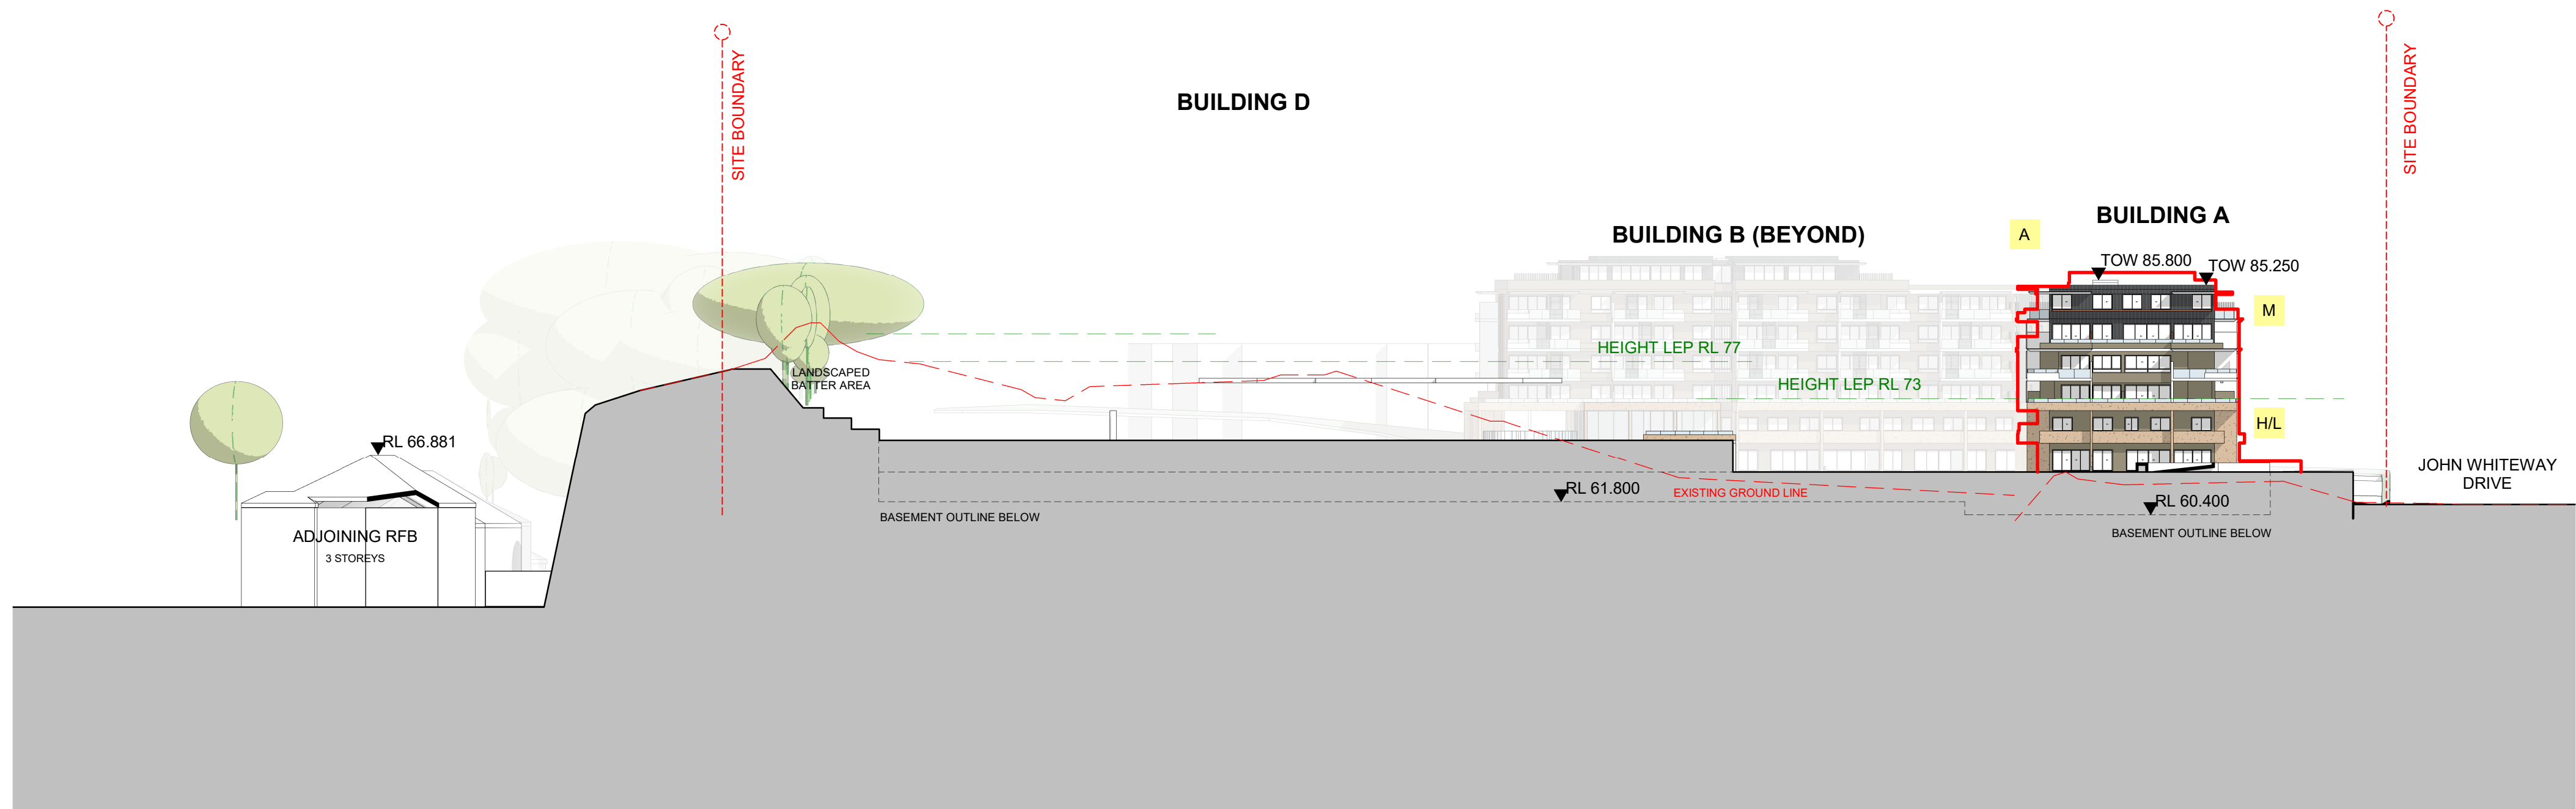 SITE BOUNDARY
SITE BOUNDARY
BUILDING D
BUILDING A
BUILDING B (BEYOND)
A
TOW 85.800
TOW 85.250
M
HEIGHT LEP RL 77
LANDSCAPED
BATTER AREA
HEIGHT LEP RL 73
H/L
RL 66.881
JOHN WHITEWAY
DRIVE
RL 61.800
EXISTING GROUND LINE
RL 60.400
BASEMENT OUTLINE BELOW
BASEMENT OUTLINE BELOW
ADJOINING RFB
3 STOREYS